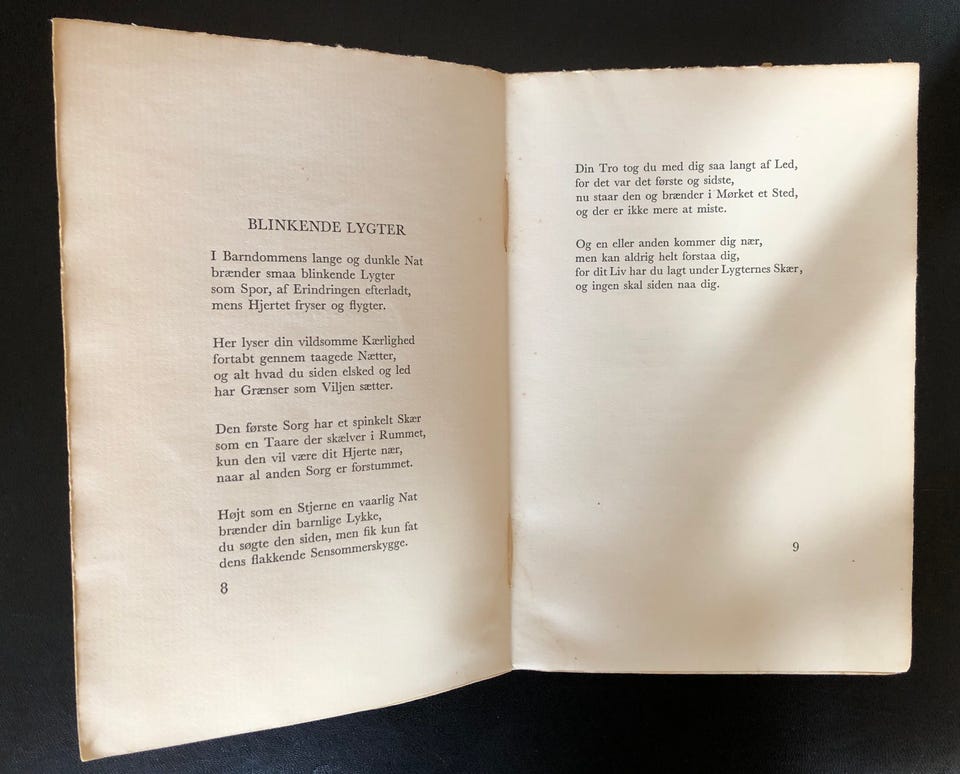 BLINKENDE LYGTER
I Barndommens lange og dunkle Nat
brænder smaa blinkende Lygter
som Spor, af Erindringen efterladt,
mens Hjertet fryser og flygter.
Her lyser din vildsomme Kærlighed
fortabt gennem taagede Nætter,
og alt hvad du siden elsked og led
har Grænser som Viljen sætter.
Den første Sorg har et spinkelt Skær
som en Taare der skælver i Rummet,
kun den vil være dit Hjerte nær,
naar al anden Sorg er forstummet.
Højt som en Stjerne en vaarlig Nat
brænder din barnlige Lykke,
du søgte den siden, men fik kun fat
dens flakkende Sensommerskygge.
8
Din Tro tog du med dig saa langt af Led,
for det var det første og sidste,
nu staar den og brænder i Mørket et Sted,
og der er ikke mere at miste.
Og en eller anden kommer dig nær,
men kan aldrig helt forstaa dig,
for dit Liv har du lagt under Lygternes Skær,
og ingen skal siden naa dig.
9